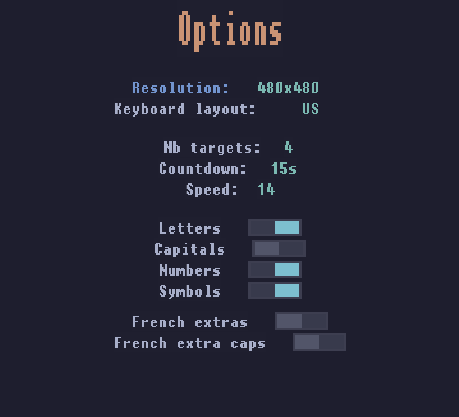 Options
Resolution: 480x480
Keyboard layout: US
Nb targets: 4
Countdown: 15s
Speed: 14
Letters
Capitals
Numbers
Symbols
French extras
French extra caps